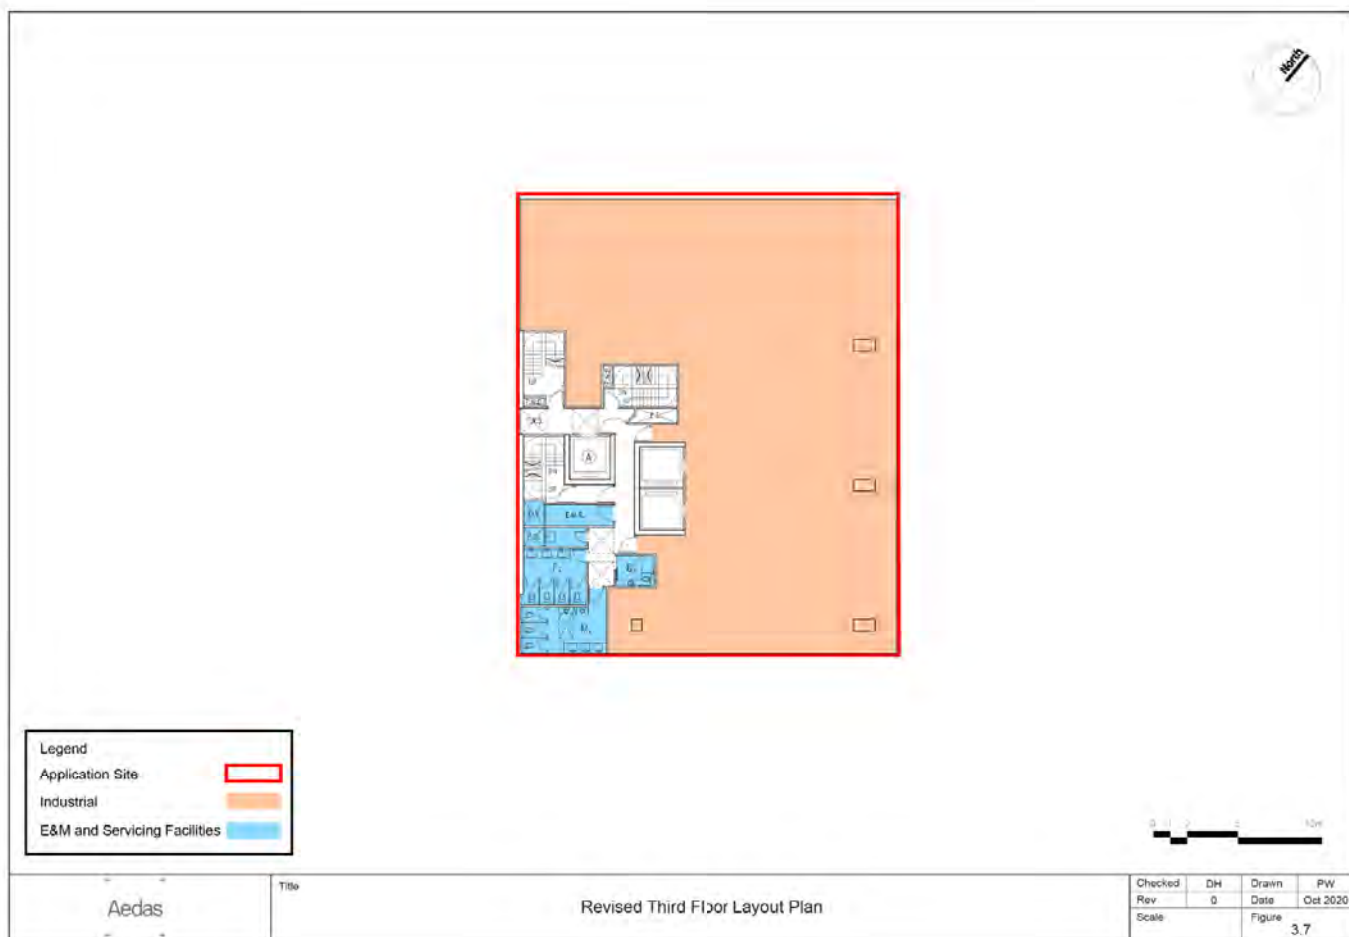 North
A
Legend
Application Site
Industrial
E&M and Servicing Facilities
Aedas
Title
Revised Third Floor Layout Plan
Checked DH Drawn PW
Rev 0 Date Oct 2020
Scale Figure
3.7